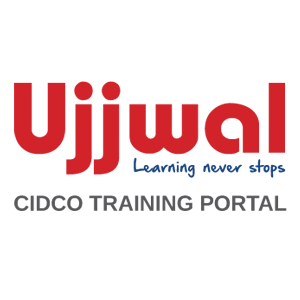 Ujjwal
Learning never stops
CIDCO TRAINING PORTAL